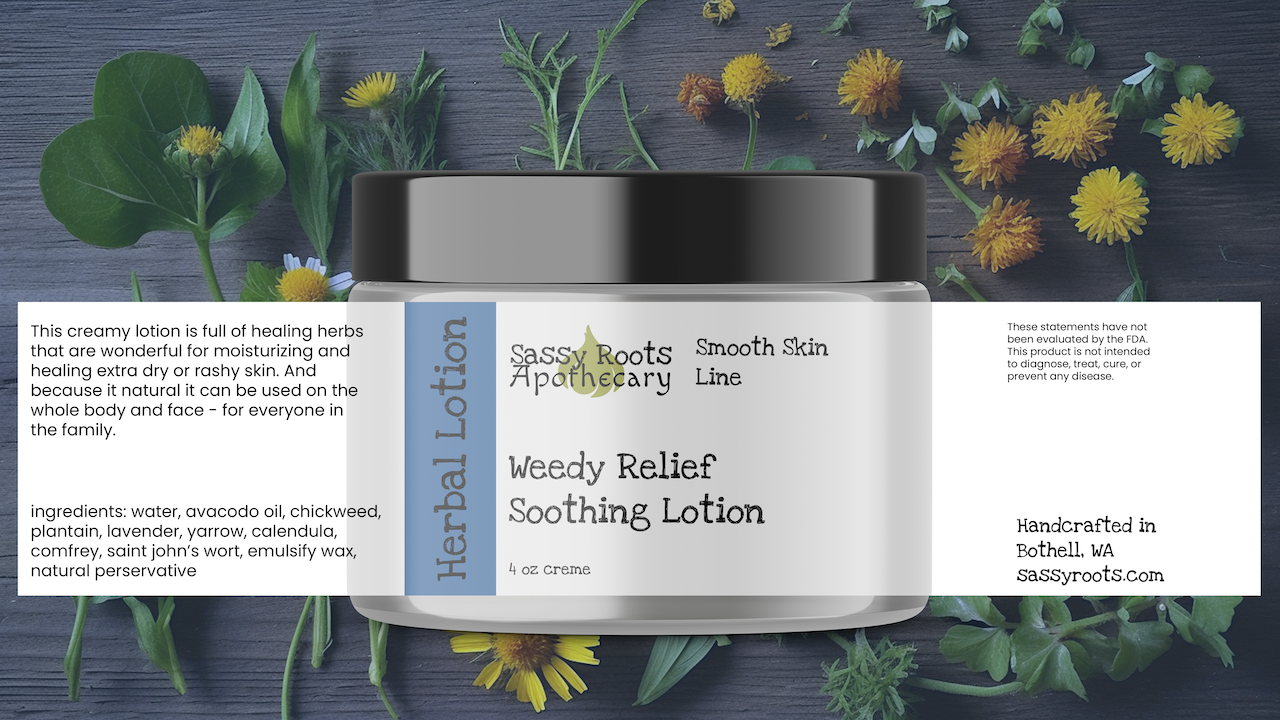 This creamy lotion is full of healing herbs
that are wonderful for moisturizing and
healing extra dry or rashy skin. And
because it natural it can be used on the
whole body and face - for everyone in
the family.
ingredients: water, avacodo oil, chickweed,
plantain, lavender, yarrow, calendula,
comfrey, saint john's wort, emulsify wax,
natural perservative
Herbal Lotion
Sassy Roots
Apothecary
Smooth Skin
Line
Weedy Relief
Soothing Lotion
4 oz creme
These statements have not
been evaluated by the FDA.
This product is not intended
to diagnose, treat, cure, or
prevent any disease.
Handcrafted in
Bothell, WA
sassyroots.com